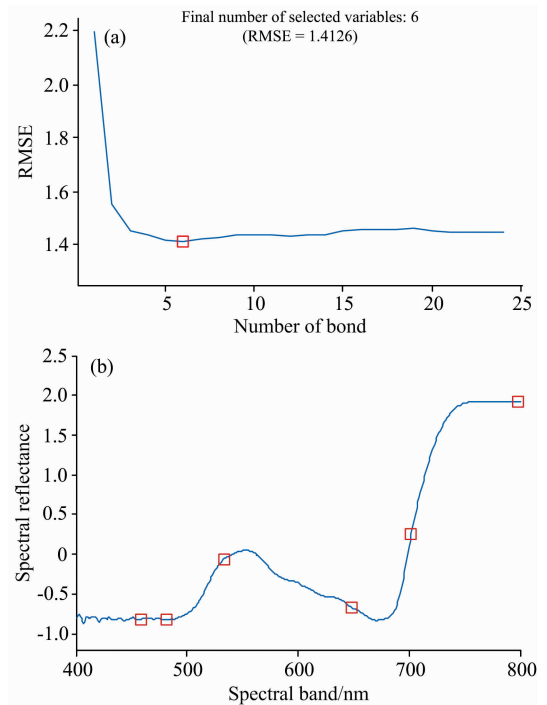 Final number of selected variables: 6
(RMSE = 1.4126)
(a)
RMSE
2.2
2.0
1.8
1.6
1.4
5 10 15 20 25
Number of bond
(b)
Spectral reflectance
2.5
2.0
1.5
1.0
0.5
0
-0.5
-1.0
400 500 600 700 800
Spectral band/nm